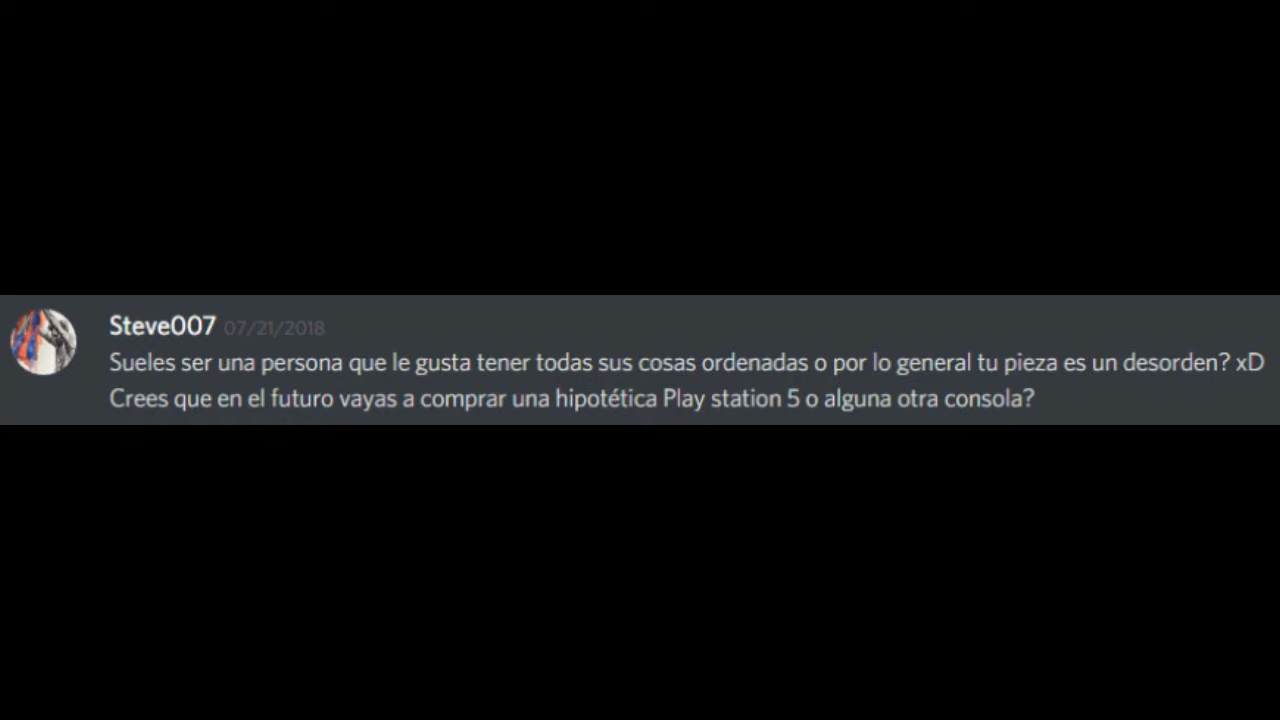 Steve007 07/21/2018
Sueles ser una persona que le gusta tener todas sus cosas ordenadas o por lo general tu pieza es un desorden? xD
Crees que en el futuro vayas a comprar una hipotética Play station 5 o alguna otra consola?